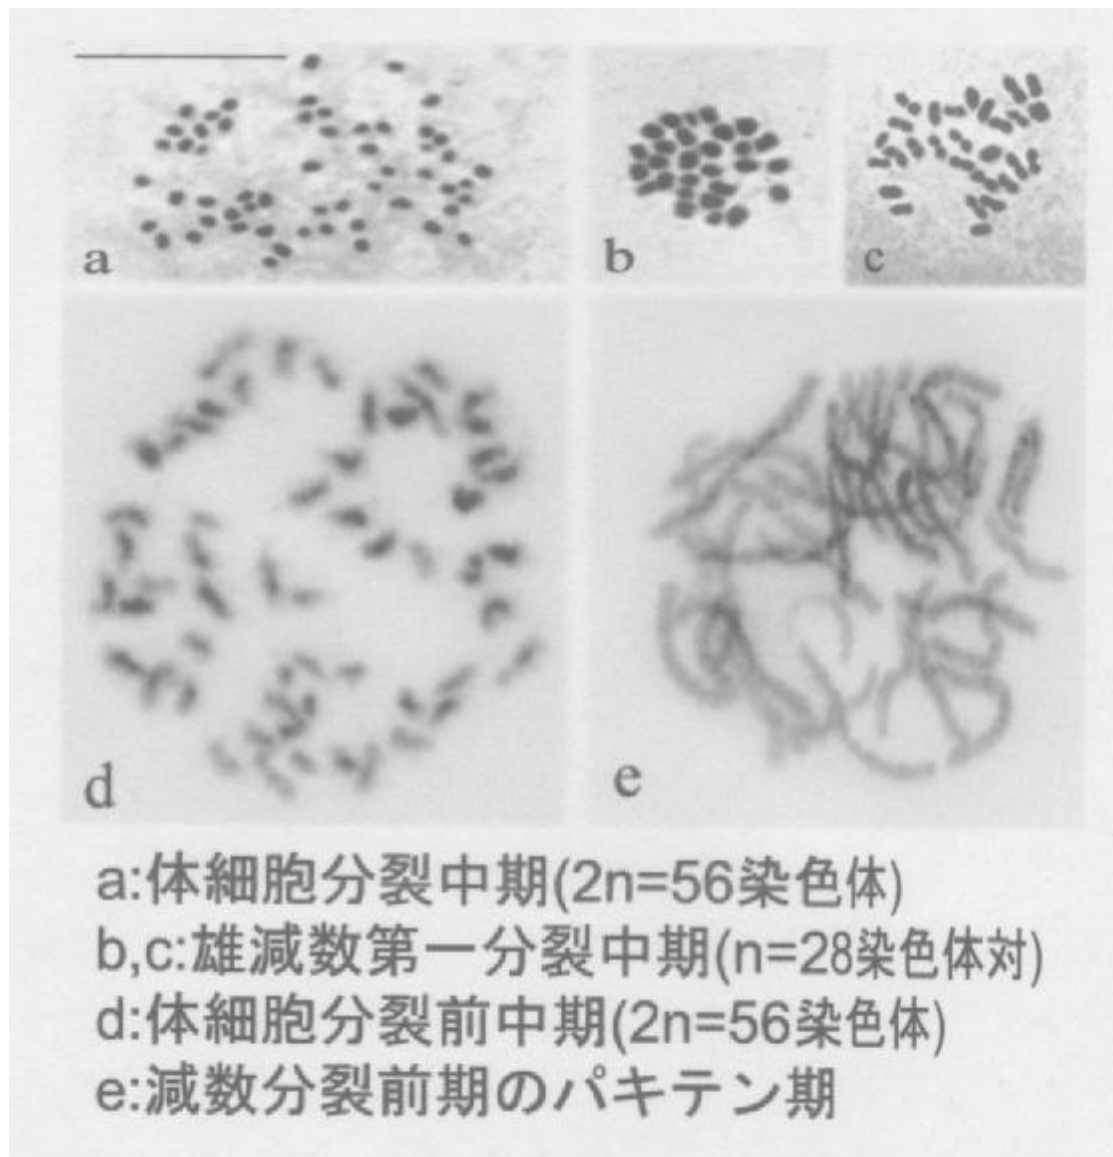 a
b
c
d
e
a:体細胞分裂中期(2n=56染色体)
b,c:雄減数第一分裂中期(n=28染色体対)
d:体細胞分裂前中期(2n=56染色体)
e:減数分裂前期のパキテン期